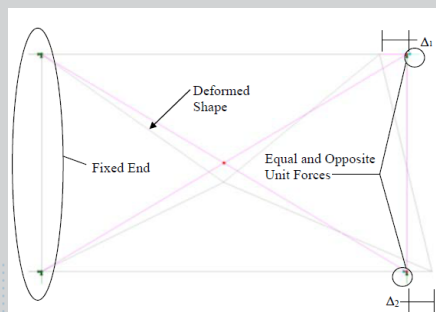 Δ₁
Deformed
Shape
Fixed End
Equal and Opposite
Unit Forces
Δ₂